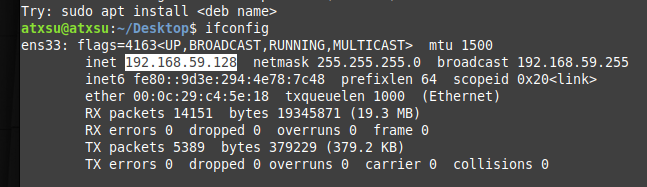 Try: sudo apt install <deb name>
atxsu@atxsu:~/Desktop$ ifconfig
ens33: flags=4163<UP,BROADCAST,RUNNING,MULTICAST>  mtu 1500
        inet 192.168.59.128  netmask 255.255.255.0  broadcast 192.168.59.255
        inet6 fe80::9d3e:294:4e78:7c48  prefixlen 64  scopeid 0x20<link>
        ether 00:0c:29:c4:5e:18  txqueuelen 1000  (Ethernet)
        RX packets 14151  bytes 19345871 (19.3 MB)
        RX errors 0  dropped 0  overruns 0  frame 0
        TX packets 5389  bytes 379229 (379.2 KB)
        TX errors 0  dropped 0 overruns 0  carrier 0  collisions 0